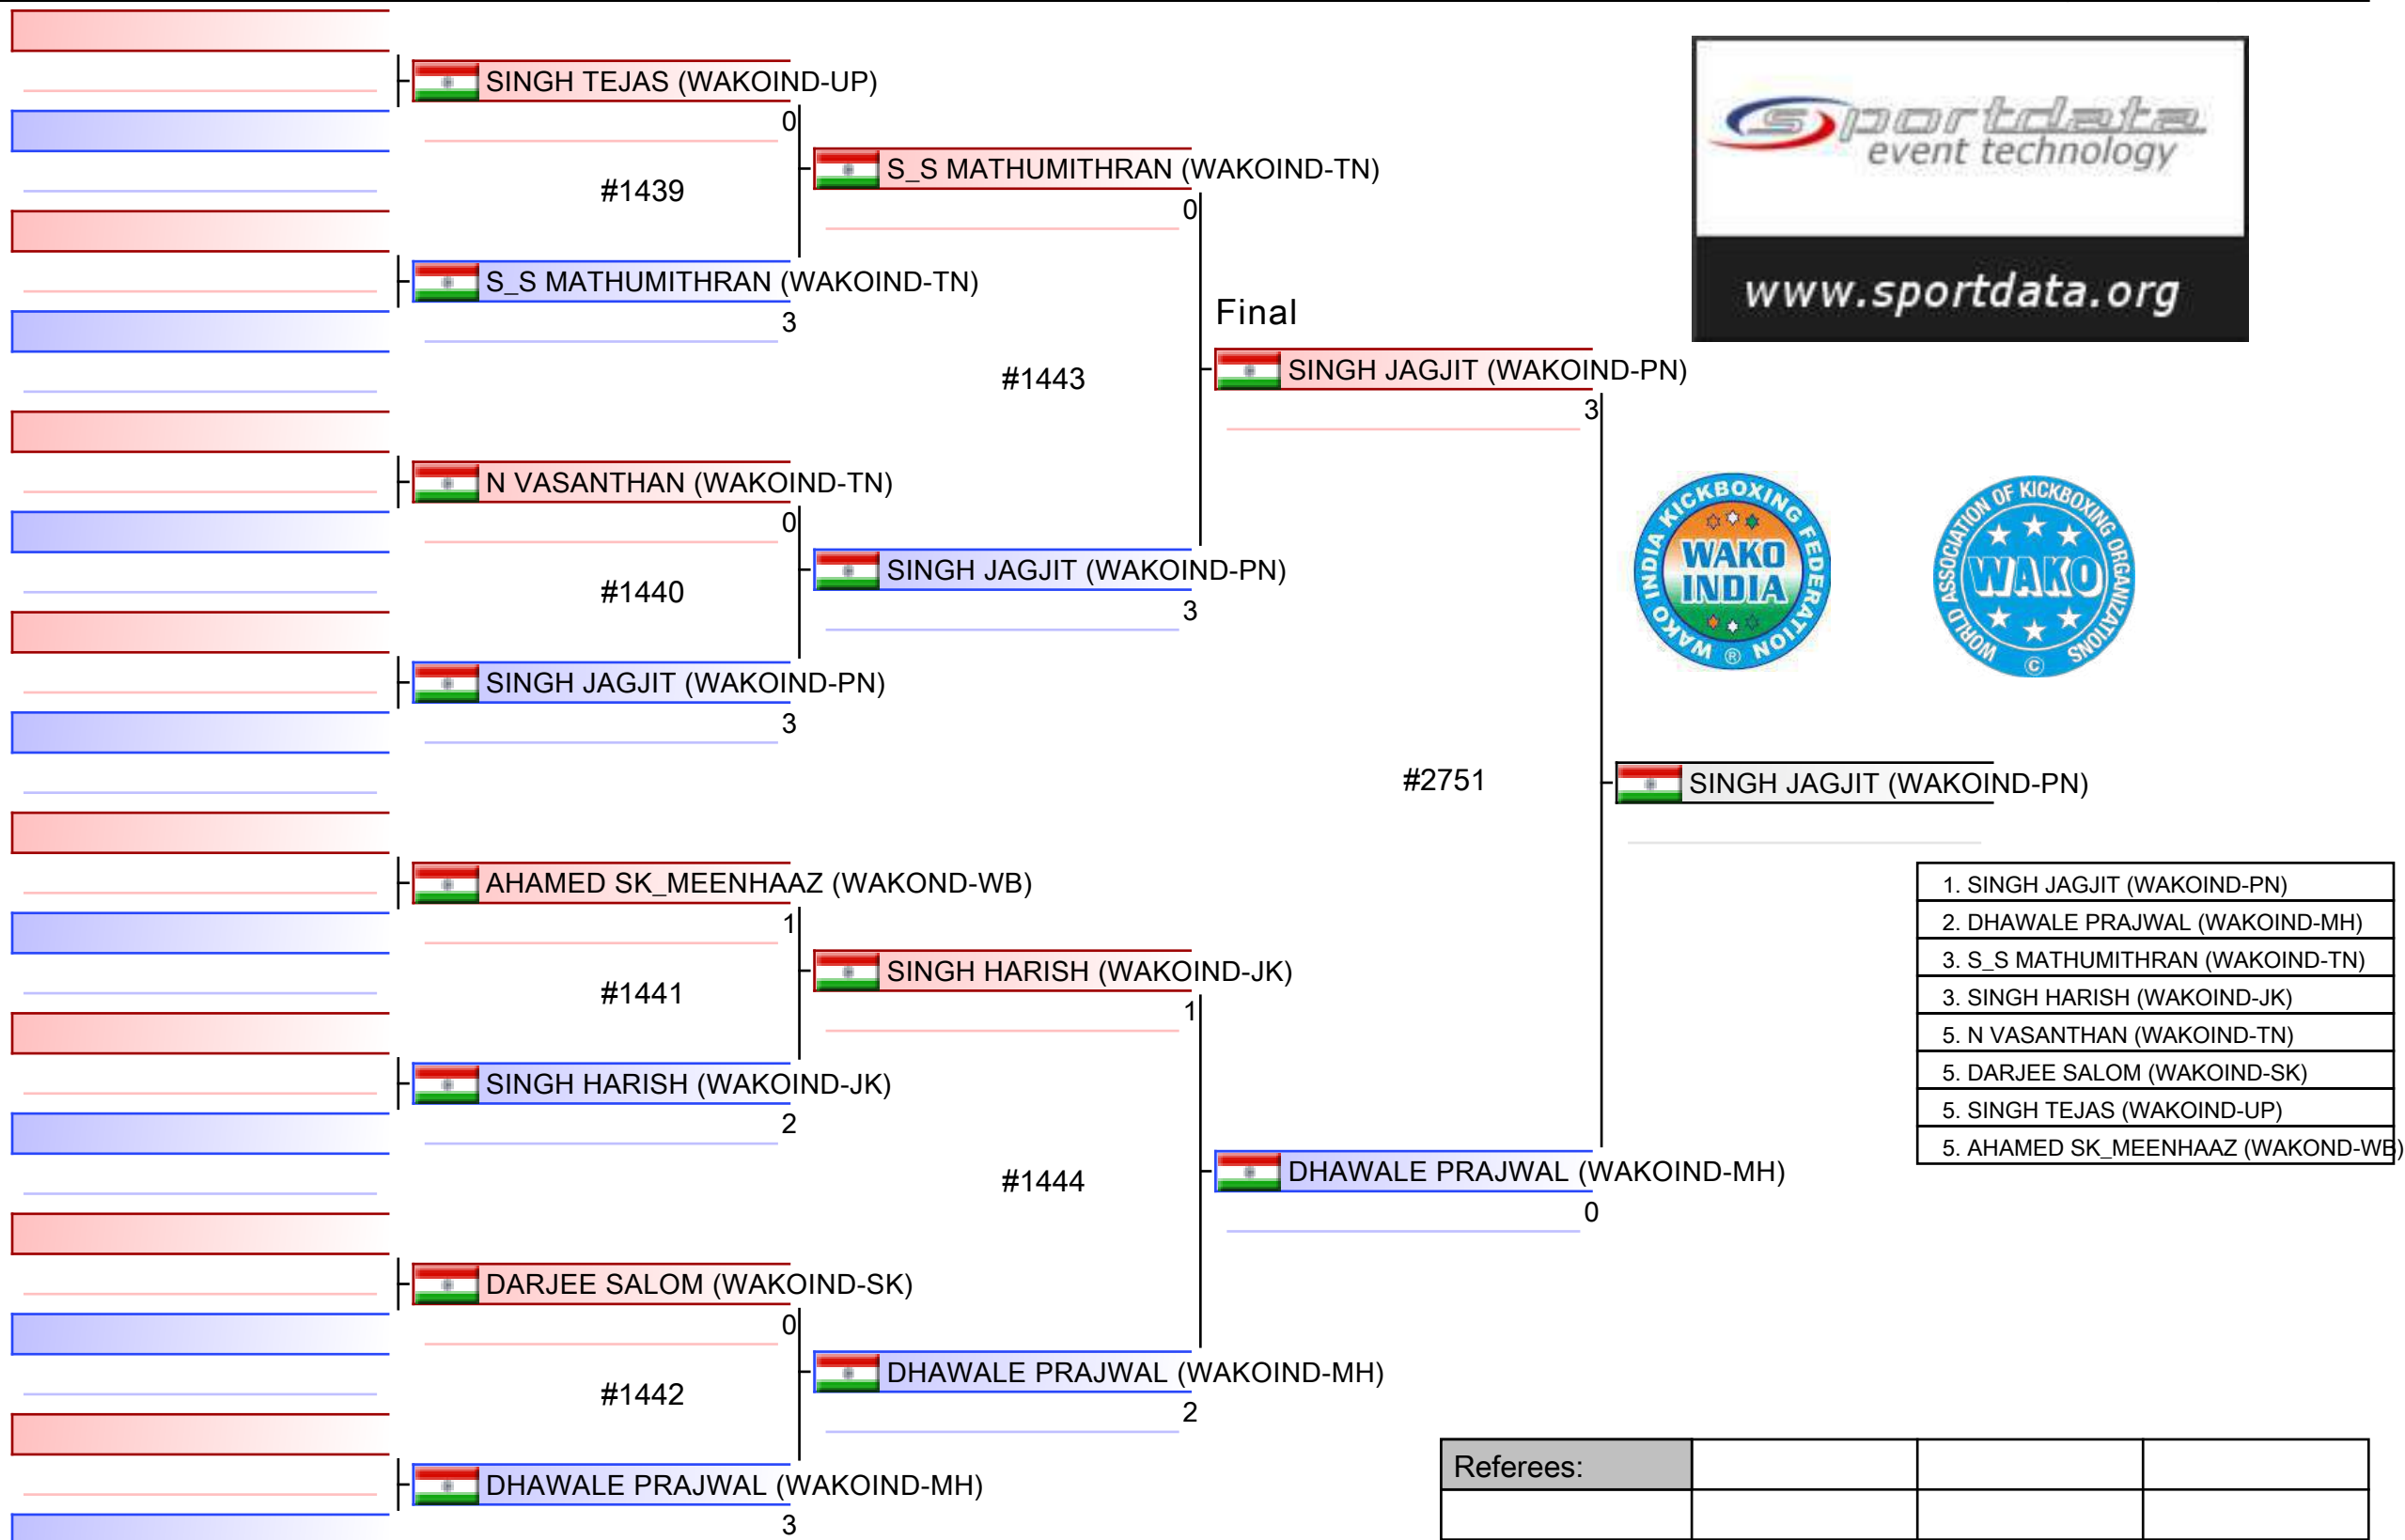 SINGH TEJAS (WAKOIND-UP)
0
#1439
S_S MATHUMITHRAN (WAKOIND-TN)
3
S_S MATHUMITHRAN (WAKOIND-TN)
0
#1443
N VASANTHAN (WAKOIND-TN)
0
#1440
SINGH JAGJIT (WAKOIND-PN)
3
SINGH JAGJIT (WAKOIND-PN)
3
Final
SINGH JAGJIT (WAKOIND-PN)
3
#2751
AHAMED SK_MEENHAAZ (WAKOND-WB)
1
#1441
SINGH HARISH (WAKOIND-JK)
2
SINGH HARISH (WAKOIND-JK)
1
#1444
DARJEE SALOM (WAKOIND-SK)
0
#1442
DHAWALE PRAJWAL (WAKOIND-MH)
3
DHAWALE PRAJWAL (WAKOIND-MH)
2
DHAWALE PRAJWAL (WAKOIND-MH)
0
SINGH JAGJIT (WAKOIND-PN)
sportdata
event technology
www.sportdata.org
WAKO INDIA KICKBOXING FEDERATION
WAKO
INDIA
®
WORLD ASSOCIATION OF KICKBOXING ORGANIZATIONS
WAKO
©
1. SINGH JAGJIT (WAKOIND-PN)
2. DHAWALE PRAJWAL (WAKOIND-MH)
3. S_S MATHUMITHRAN (WAKOIND-TN)
3. SINGH HARISH (WAKOIND-JK)
5. N VASANTHAN (WAKOIND-TN)
5. DARJEE SALOM (WAKOIND-SK)
5. SINGH TEJAS (WAKOIND-UP)
5. AHAMED SK_MEENHAAZ (WAKOND-WB)
Referees: